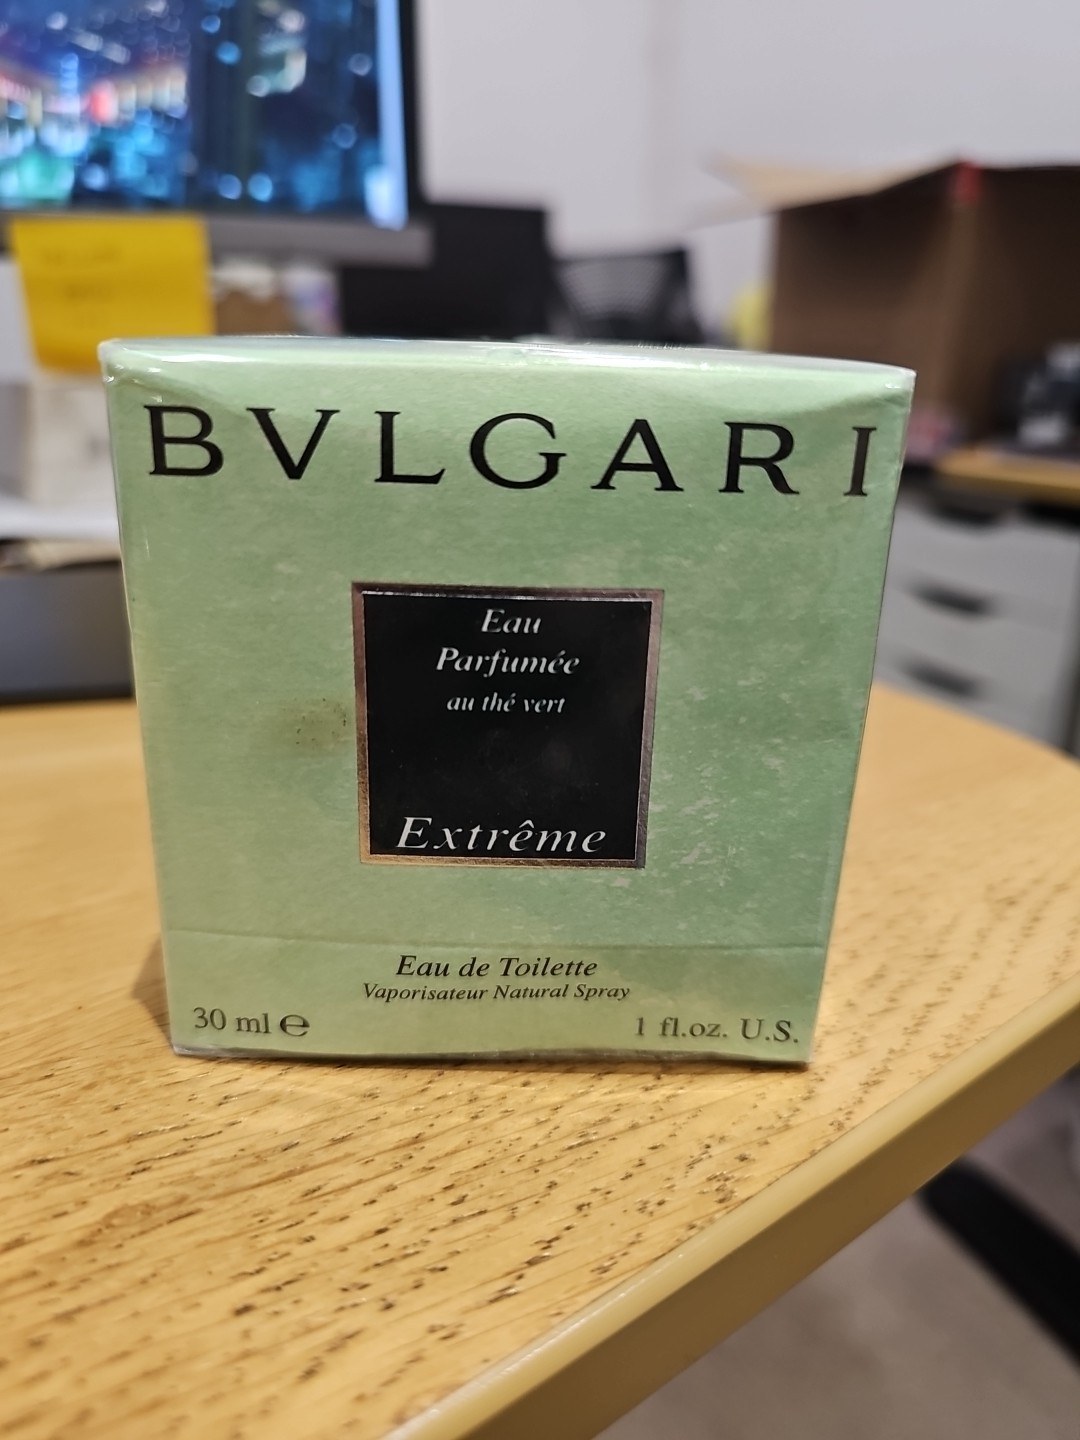 BVLGARI
Eau
Parfumée
au thé vert
Extrême
Eau de Toilette
Vaporisateur Natural Spray
30 ml ℮
1 fl.oz. U.S.